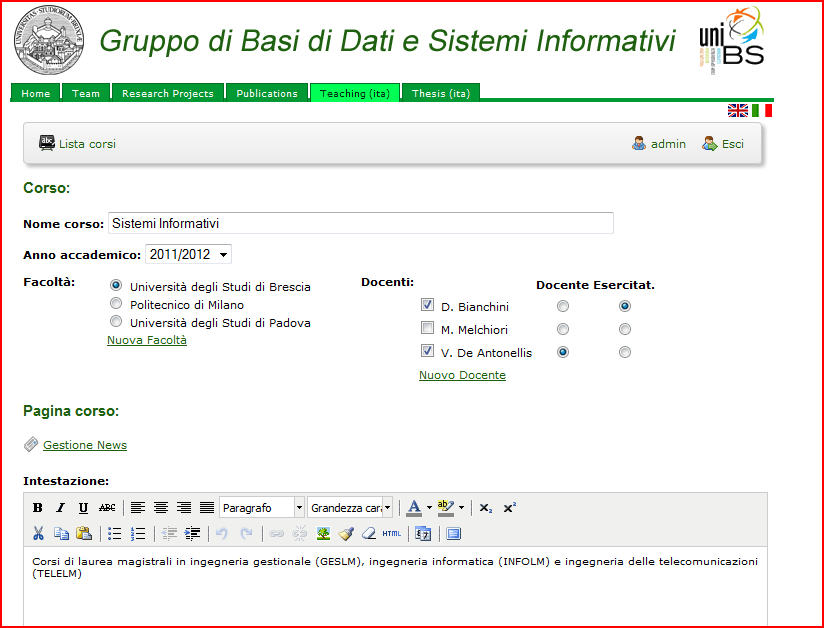 Gruppo di Basi di Dati e Sistemi Informativi
uni BS
Home Team Research Projects Publications Teaching (ita) Thesis (ita)
Lista corsi admin Esci
Corso:
Nome corso: Sistemi Informativi
Anno accademico: 2011/2012
Facoltà: Docenti: Docente Esercitat.
Università degli Studi di Brescia D. Bianchini
Politecnico di Milano M. Melchiori
Università degli Studi di Padova V. De Antonellis
Nuova Facoltà Nuovo Docente
Pagina corso:
Gestione News
Intestazione:
B I U ABC Paragrafo Grandezza car A ab x₂ x²
HTML
Corsi di laurea magistrali in ingegneria gestionale (GESLM), ingegneria informatica (INFOLM) e ingegneria delle telecomunicazioni
(TELELM)